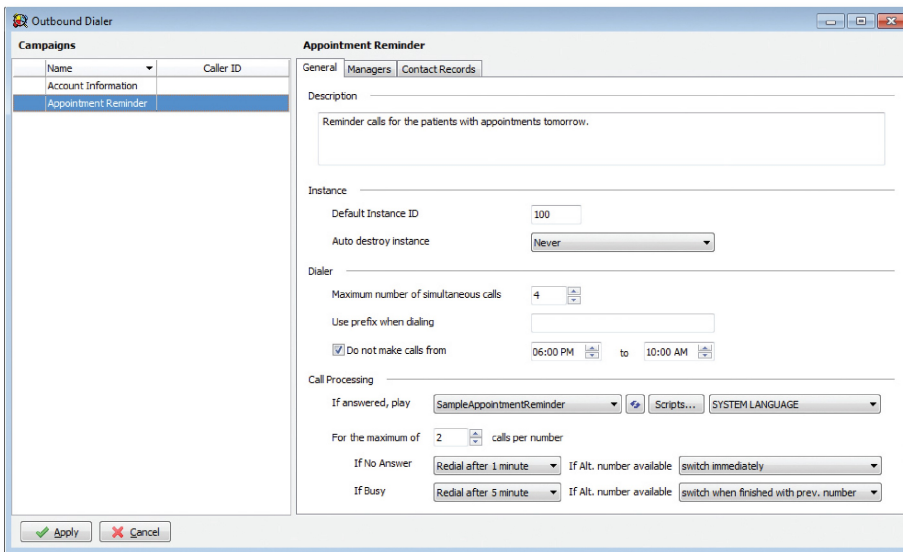 Outbound Dialer
Campaigns
Name Caller ID
Account Information
Appointment Reminder
Appointment Reminder
General Managers Contact Records
Description
Reminder calls for the patients with appointments tomorrow.
Instance
Default Instance ID 100
Auto destroy instance Never
Dialer
Maximum number of simultaneous calls 4
Use prefix when dialing
Do not make calls from 06:00 PM to 10:00 AM
Call Processing
If answered, play SampleAppointmentReminder Scripts... SYSTEM LANGUAGE
For the maximum of 2 calls per number
If No Answer Redial after 1 minute If Alt. number available switch immediately
If Busy Redial after 5 minute If Alt. number available switch when finished with prev. number
Apply Cancel